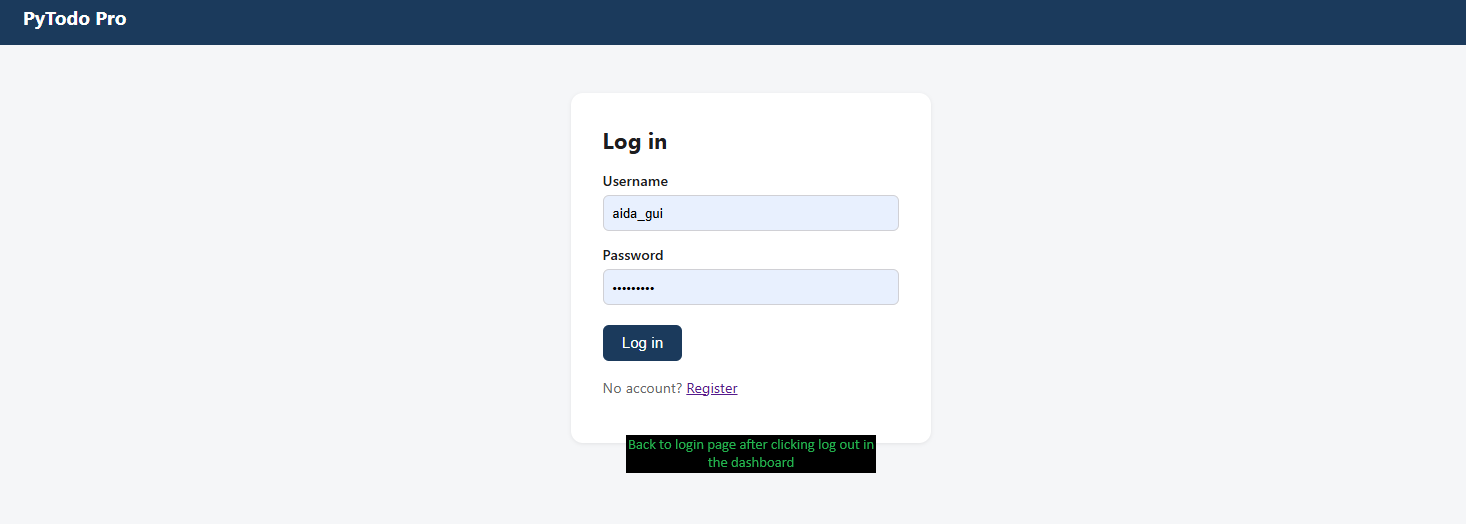 PyTodo Pro
Log in
Username
aida_gui
Password
•••••••••
Log in
No account? Register
Back to login page after clicking log out in
the dashboard